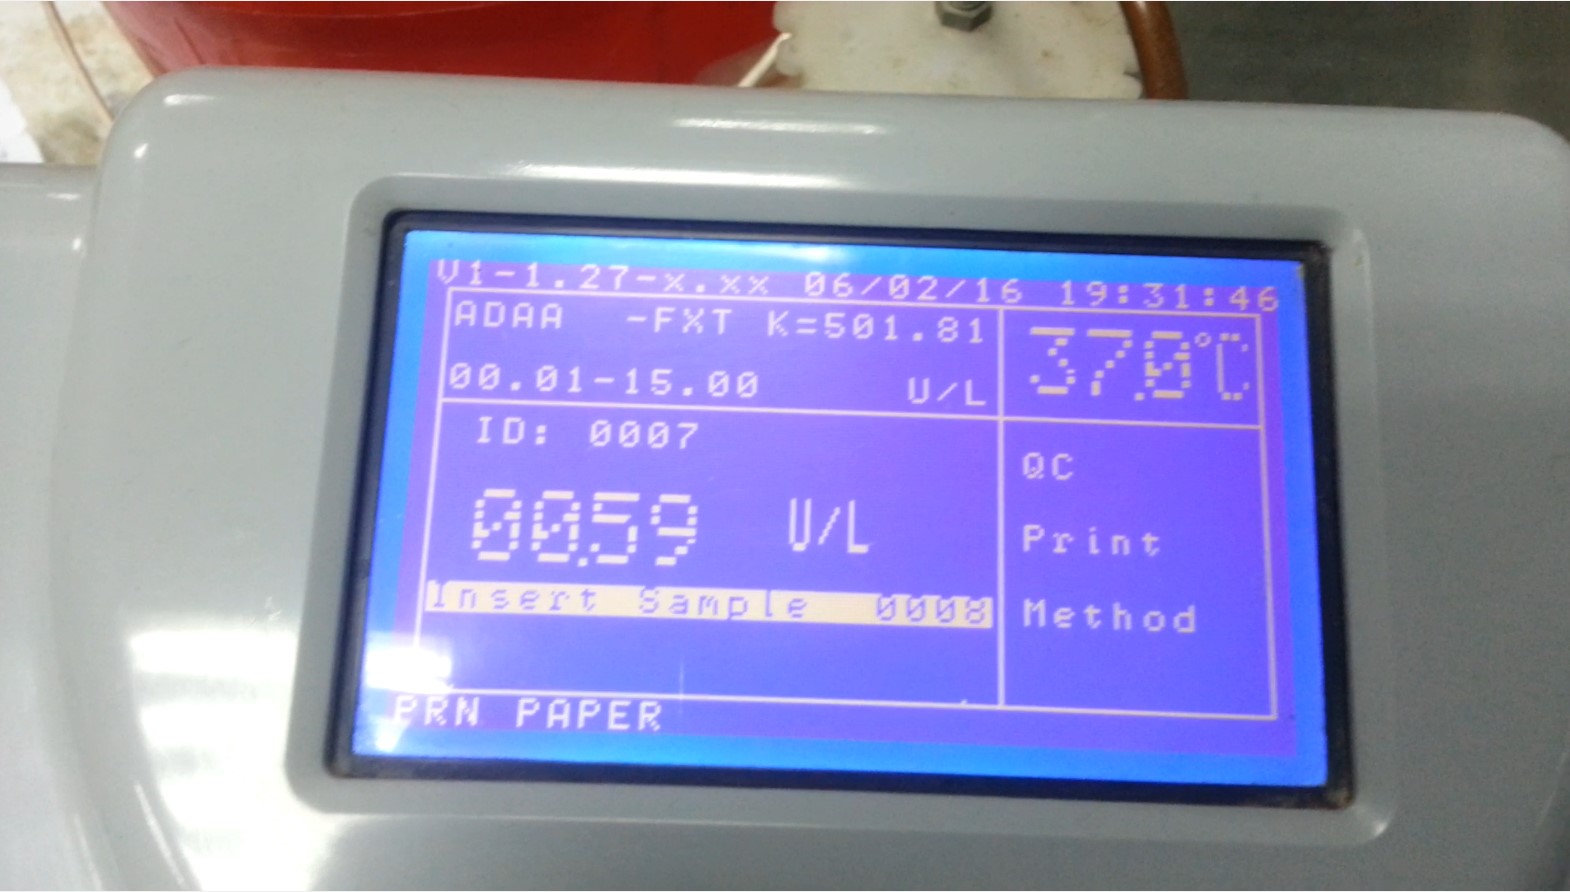 V1-1.27-x.xx 06/02/16 19:31:46
ADAA -FXT K=501.81
37.0°C
00.01-15.00 U/L
ID: 0007
QC
00.59 U/L
Print
Insert Sample 0008
Method
PRN PAPER